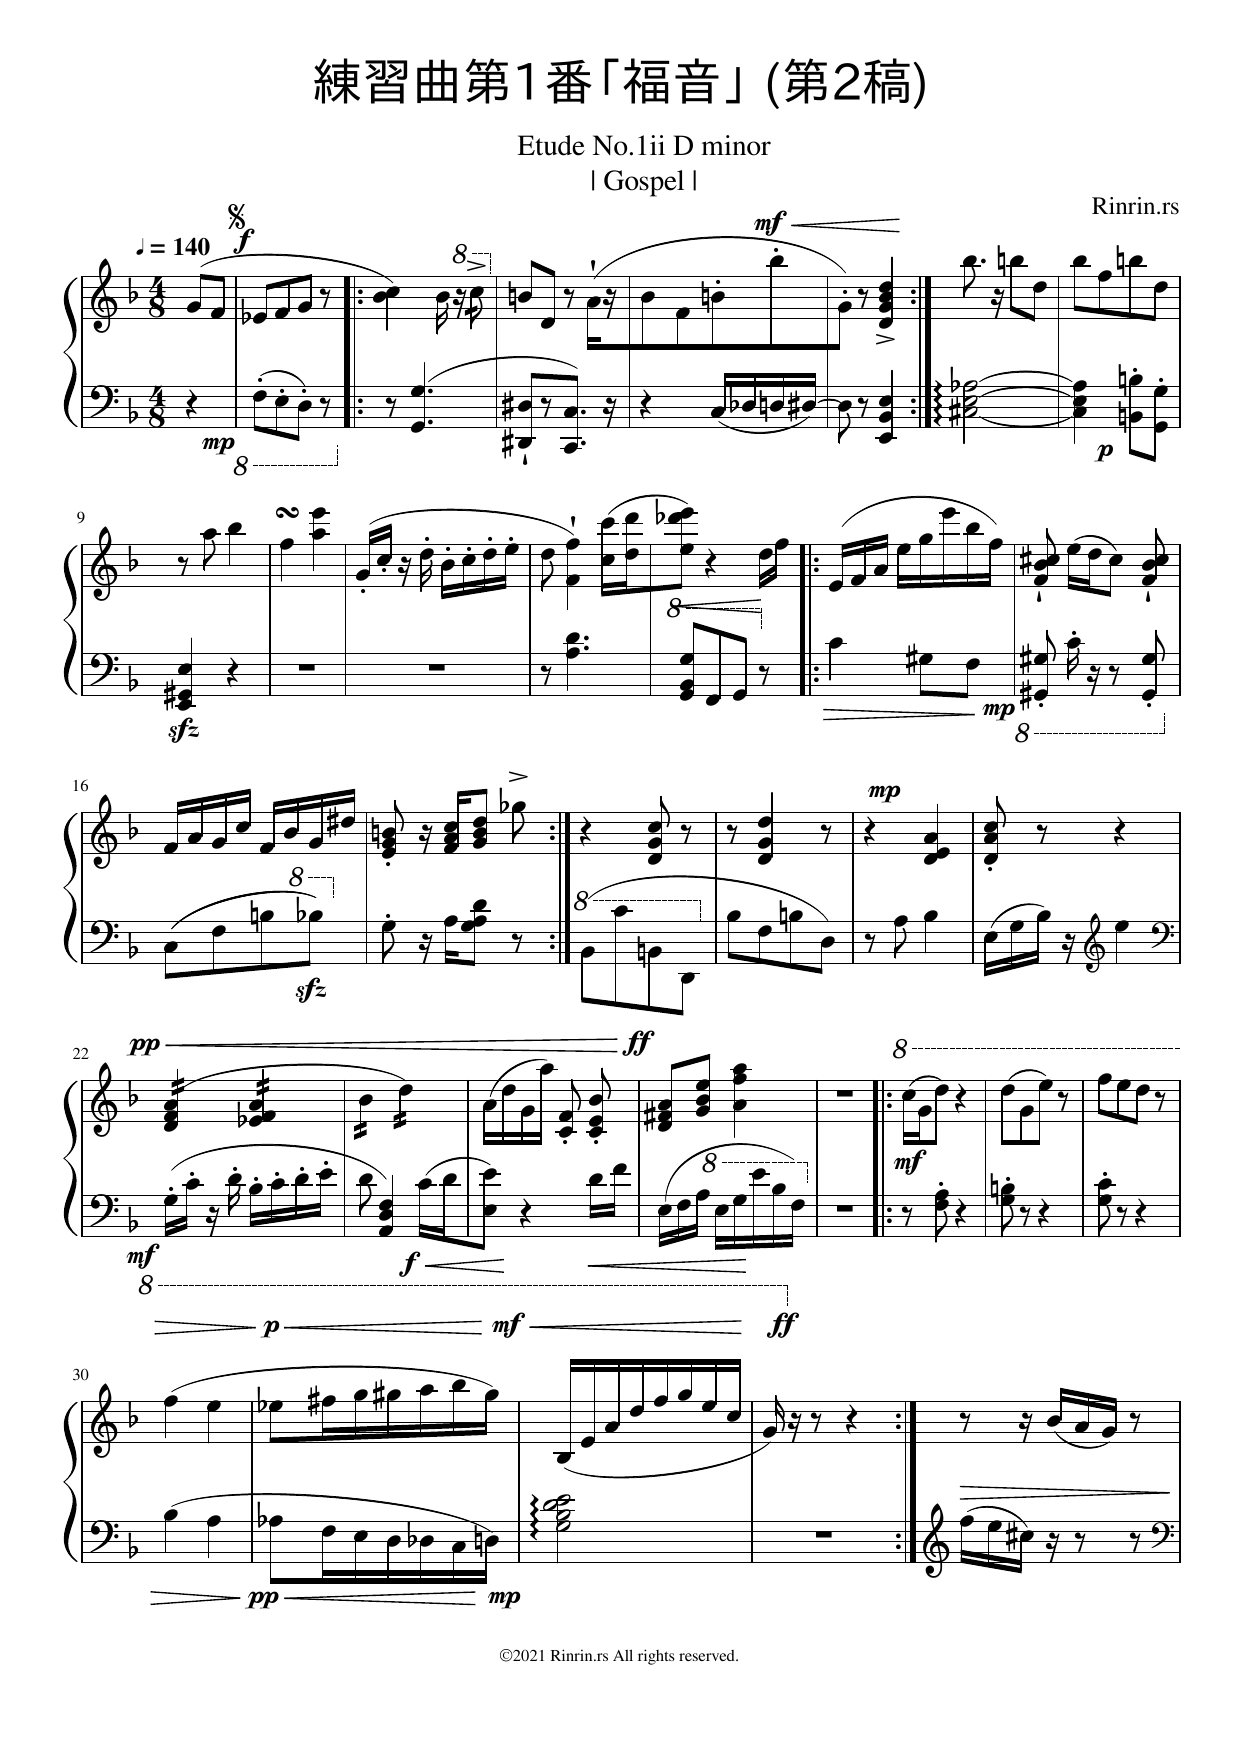 練習曲第1番「福音」 (第2稿)
Etude No.1ii D minor
| Gospel |
Rinrin.rs
♩ = 140
f
mf
8
4
8
4
8
mp
8
p
9
8
sfz
mp
8
16
mp
8
8
sfz
22
pp
ff
8
mf
8
mf
f
8
p
mf
ff
30
pp
mp
©2021 Rinrin.rs All rights reserved.